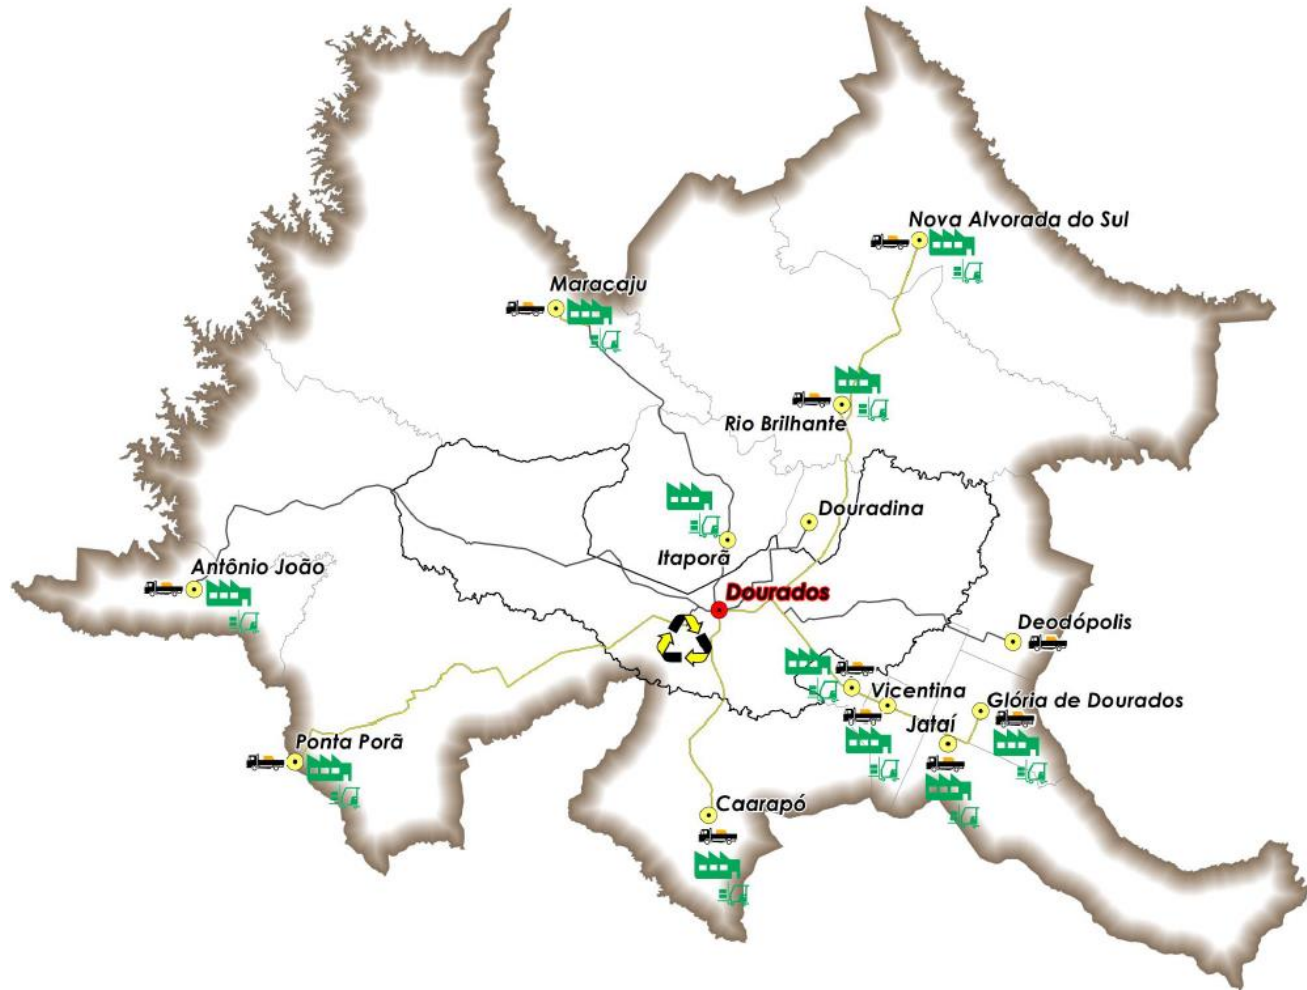 Nova Alvorada do Sul
Maracaju
Rio Brilhante
Douradina
Itaporã
Antônio João
Dourados
Deodópolis
Vicentina
Glória de Dourados
Jataí
Ponta Porã
Caarapó